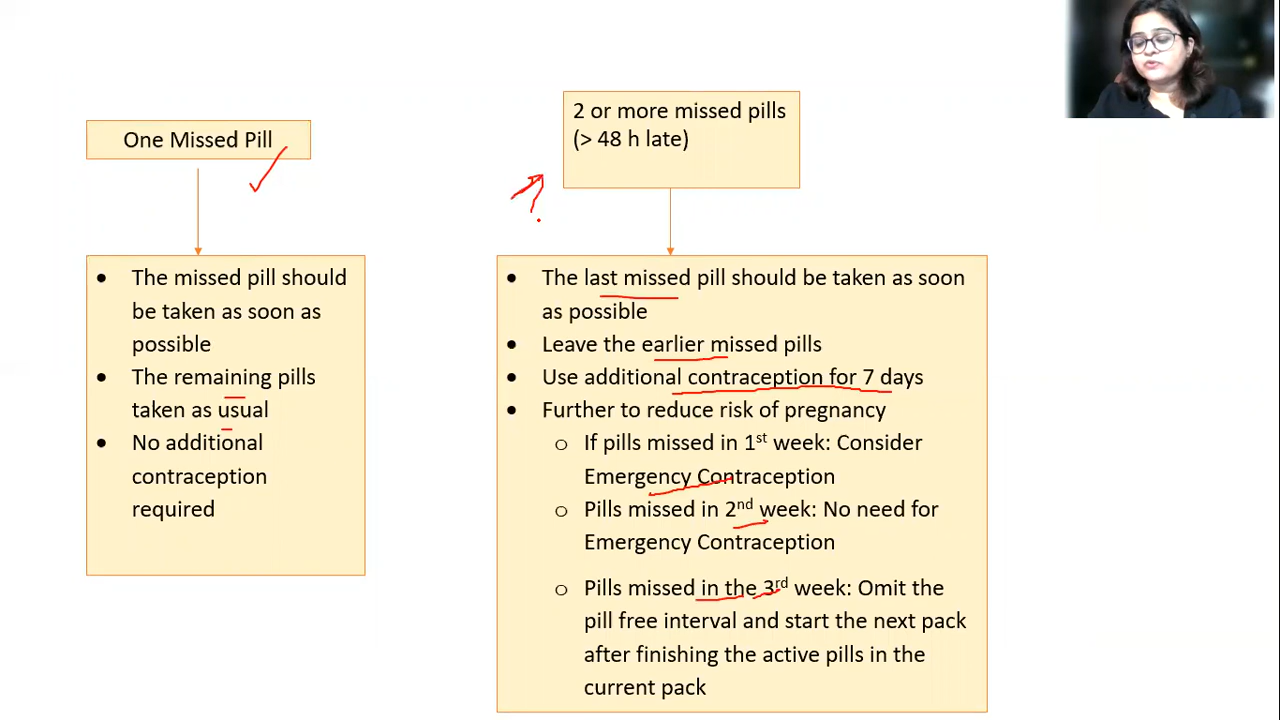 One Missed Pill
• The missed pill should
be taken as soon as
possible
• The remaining pills
taken as usual
• No additional
contraception
required
2 or more missed pills
(> 48 h late)
• The last missed pill should be taken as soon
as possible
• Leave the earlier missed pills
• Use additional contraception for 7 days
• Further to reduce risk of pregnancy
o If pills missed in 1st week: Consider
Emergency Contraception
o Pills missed in 2nd week: No need for
Emergency Contraception
o Pills missed in the 3rd week: Omit the
pill free interval and start the next pack
after finishing the active pills in the
current pack